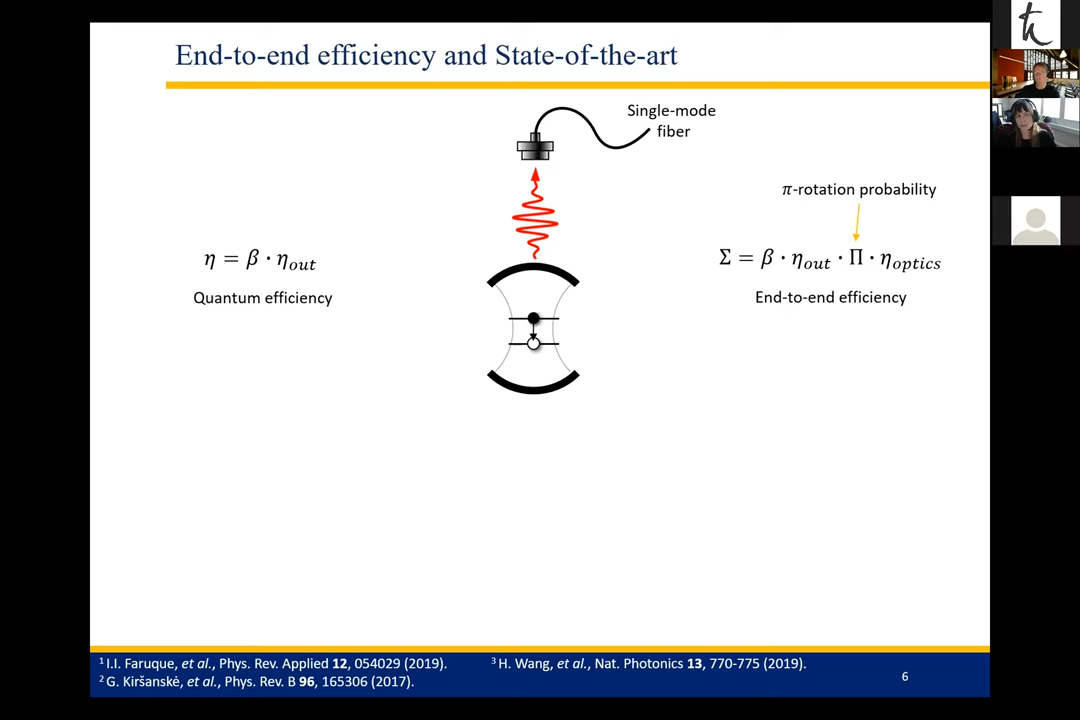 End-to-end efficiency and State-of-the-art
Single-mode
fiber
π-rotation probability
η = β · η_out
Σ = β · η_out · Π · η_optics
Quantum efficiency
End-to-end efficiency
¹ I.I. Faruque, et al., Phys. Rev. Applied 12, 054029 (2019).
² G. Kiršanskė, et al., Phys. Rev. B 96, 165306 (2017).
³ H. Wang, et al., Nat. Photonics 13, 770-775 (2019).
6